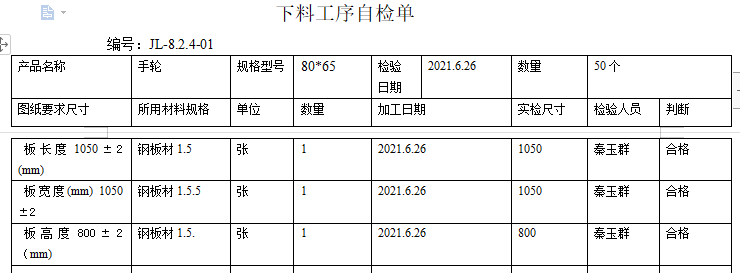 下料工序自检单
编号：JL-8.2.4-01
产品名称 手轮 规格型号 80*65 检验日期 2021.6.26 数量 50个
图纸要求尺寸 所用材料规格 单位 数量 加工日期 实检尺寸 检验人员 判断
板长度 1050±2 (mm) 钢板材 1.5 张 1 2021.6.26 1050 秦玉群 合格
板宽度(mm) 1050 ±2 钢板材 1.5.5 张 1 2021.6.26 1050 秦玉群 合格
板高度 800±2 （mm) 钢板材 1.5. 张 1 2021.6.26 800 秦玉群 合格